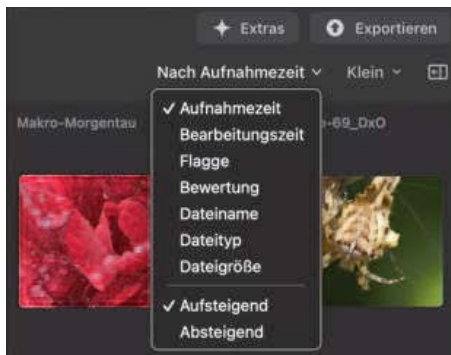 Extras
Exportieren
Nach Aufnahmezeit
Klein
Makro-Morgentau
-69_DxO
Aufnahmezeit
Bearbeitungszeit
Flagge
Bewertung
Dateiname
Dateityp
Dateigröße
Aufsteigend
Absteigend